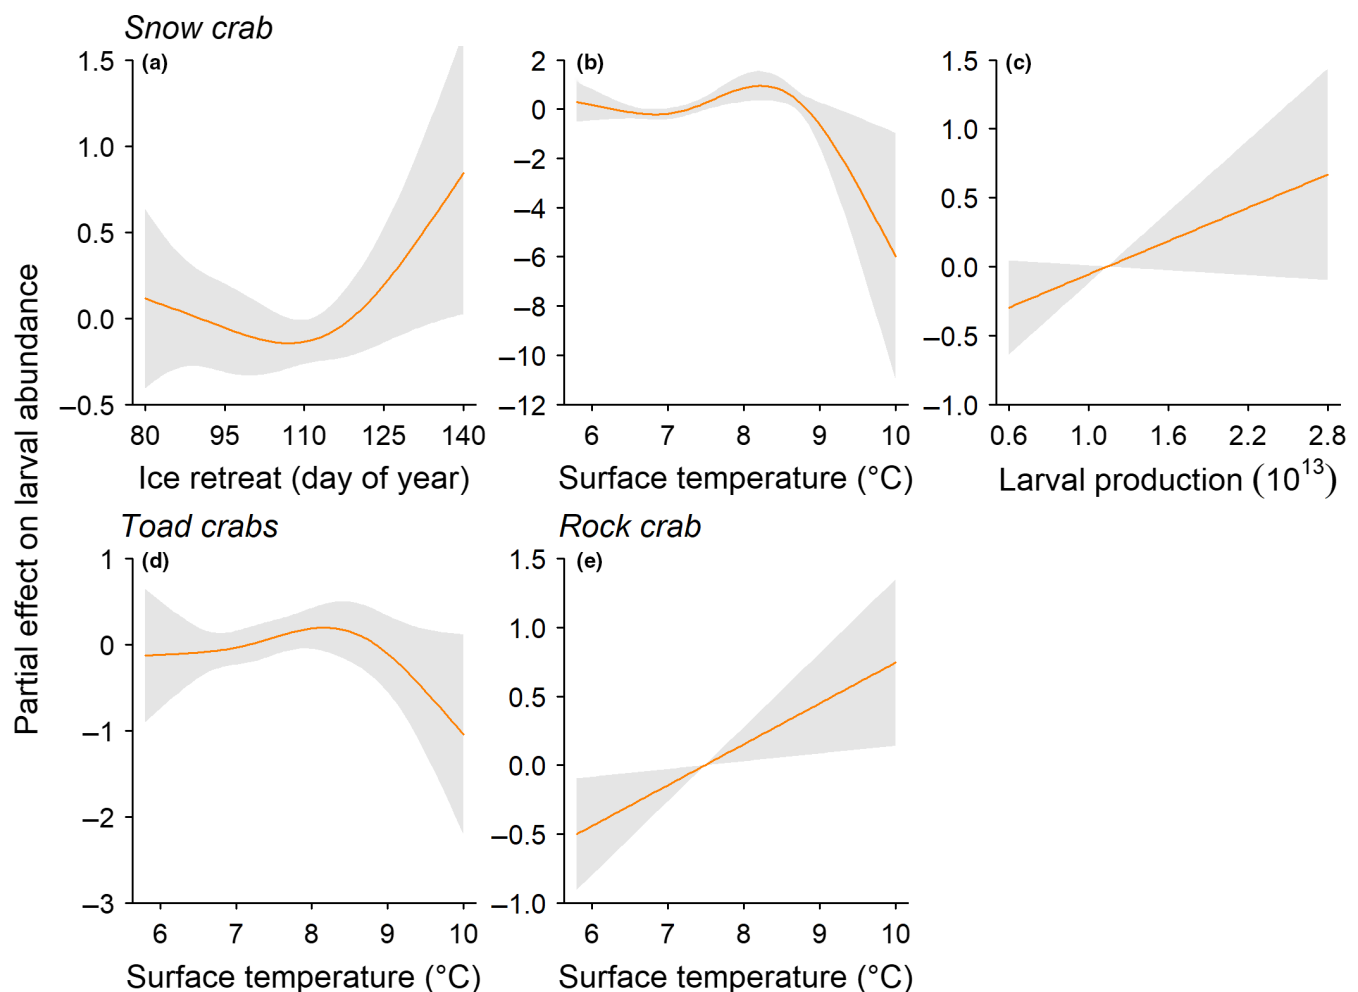 Snow crab
(a)
1.5
1.0
0.5
0.0
–0.5
80 95 110 125 140
Ice retreat (day of year)
(b)
2
0
–2
–4
–6
–8
–10
–12
6 7 8 9 10
Surface temperature (°C)
(c)
1.5
1.0
0.5
0.0
–0.5
–1.0
0.6 1.0 1.6 2.2 2.8
Larval production (10^13)
Partial effect on larval abundance
Toad crabs
(d)
1
0
–1
–2
–3
6 7 8 9 10
Surface temperature (°C)
Rock crab
(e)
1.5
1.0
0.5
0.0
–0.5
–1.0
6 7 8 9 10
Surface temperature (°C)